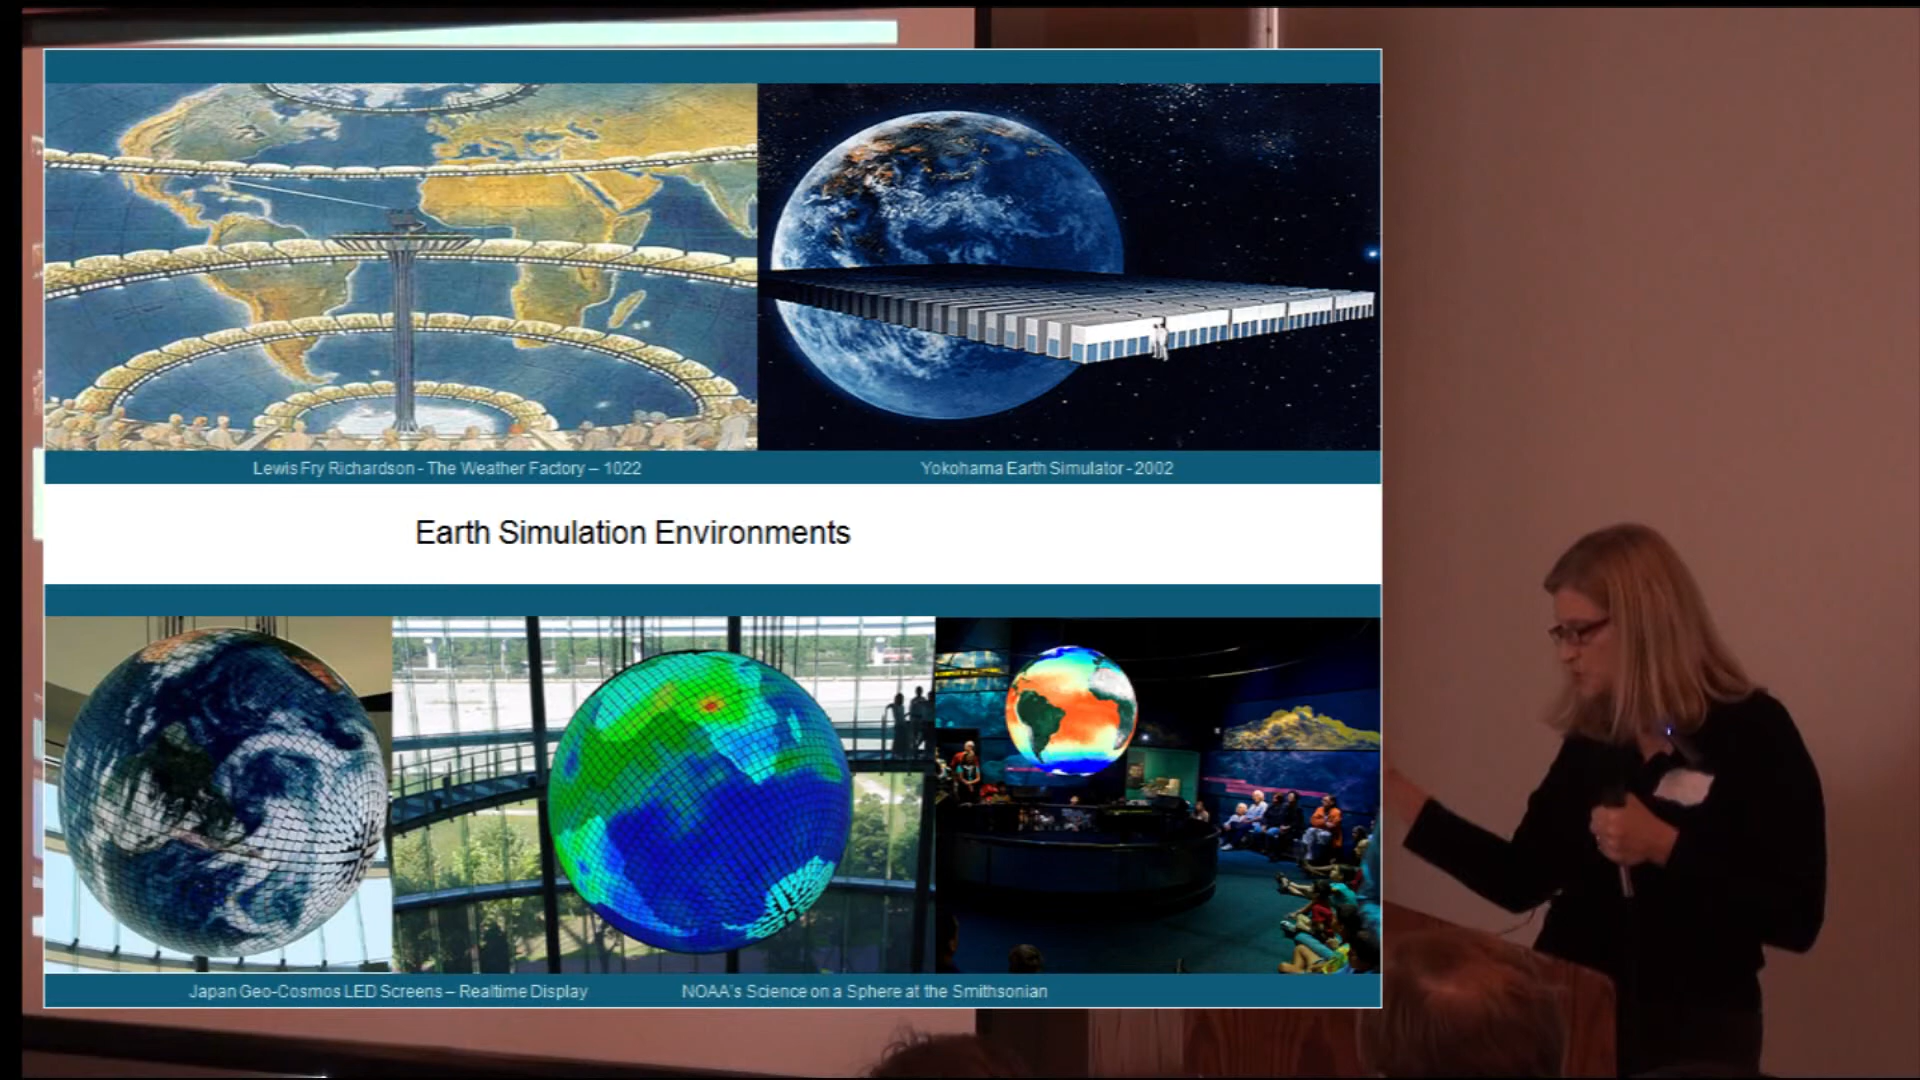 Lewis Fry Richardson - The Weather Factory – 1022
Yokohama Earth Simulator - 2002
Earth Simulation Environments
Japan Geo-Cosmos LED Screens – Realtime Display
NOAA's Science on a Sphere at the Smithsonian